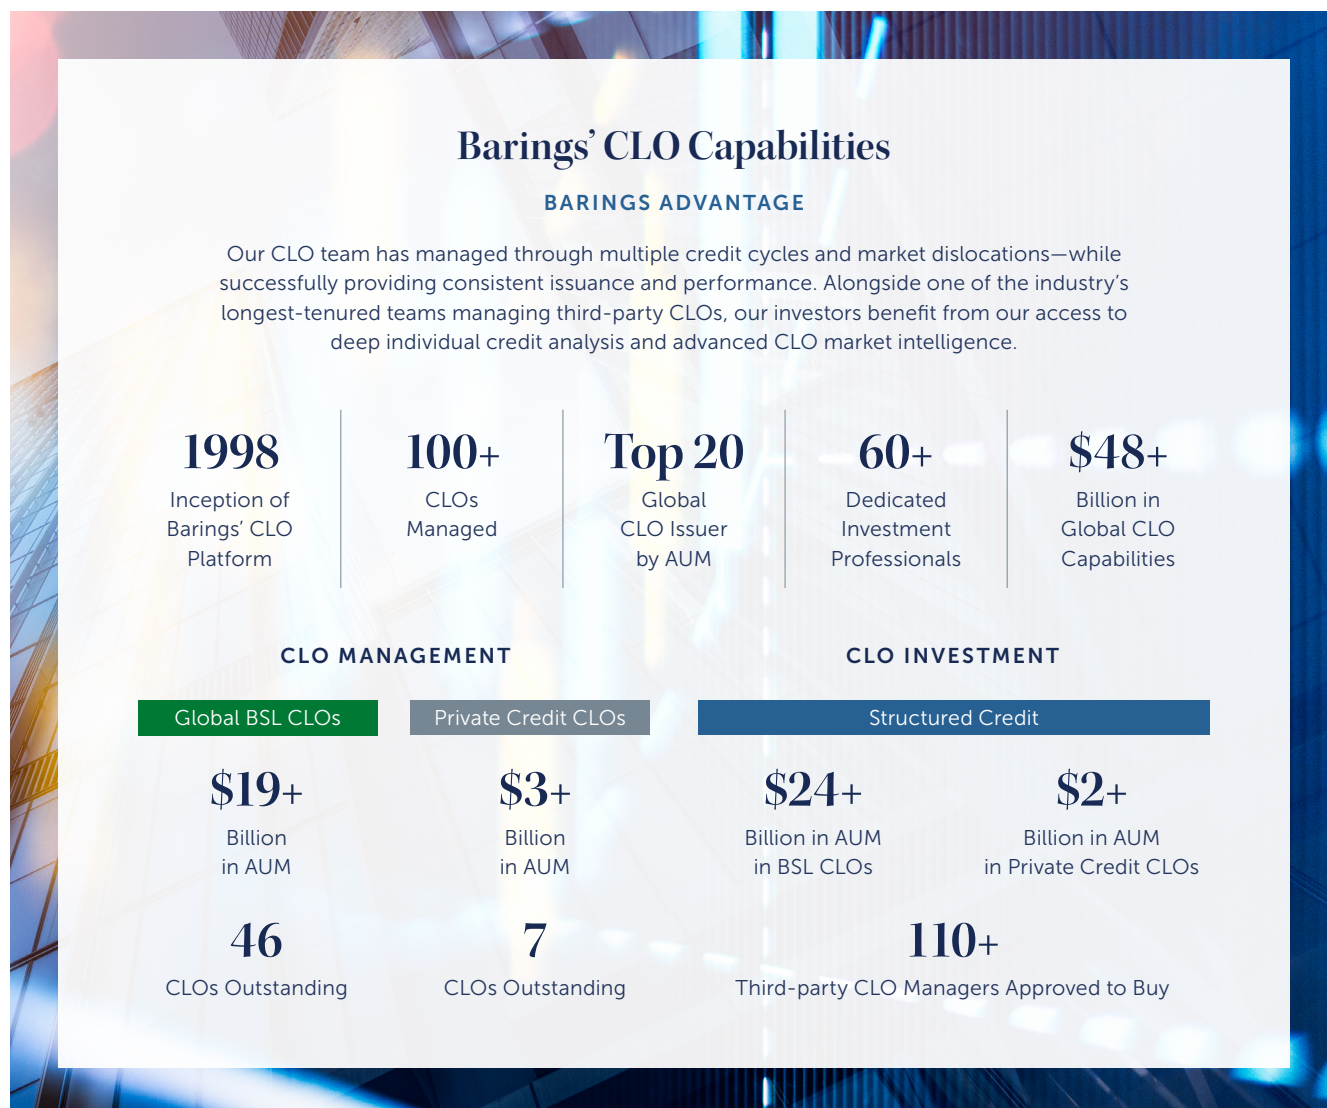 Barings’ CLO Capabilities
BARINGS ADVANTAGE
Our CLO team has managed through multiple credit cycles and market dislocations—while
successfully providing consistent issuance and performance. Alongside one of the industry’s
longest-tenured teams managing third-party CLOs, our investors benefit from our access to
deep individual credit analysis and advanced CLO market intelligence.
1998
Inception of
Barings’ CLO
Platform
100+
CLOs
Managed
Top 20
Global
CLO Issuer
by AUM
60+
Dedicated
Investment
Professionals
$48+
Billion in
Global CLO
Capabilities
CLO MANAGEMENT
Global BSL CLOs
$19+
Billion
in AUM
46
CLOs Outstanding
Private Credit CLOs
$3+
Billion
in AUM
7
CLOs Outstanding
CLO INVESTMENT
Structured Credit
$24+
Billion in AUM
in BSL CLOs
$2+
Billion in AUM
in Private Credit CLOs
110+
Third-party CLO Managers Approved to Buy